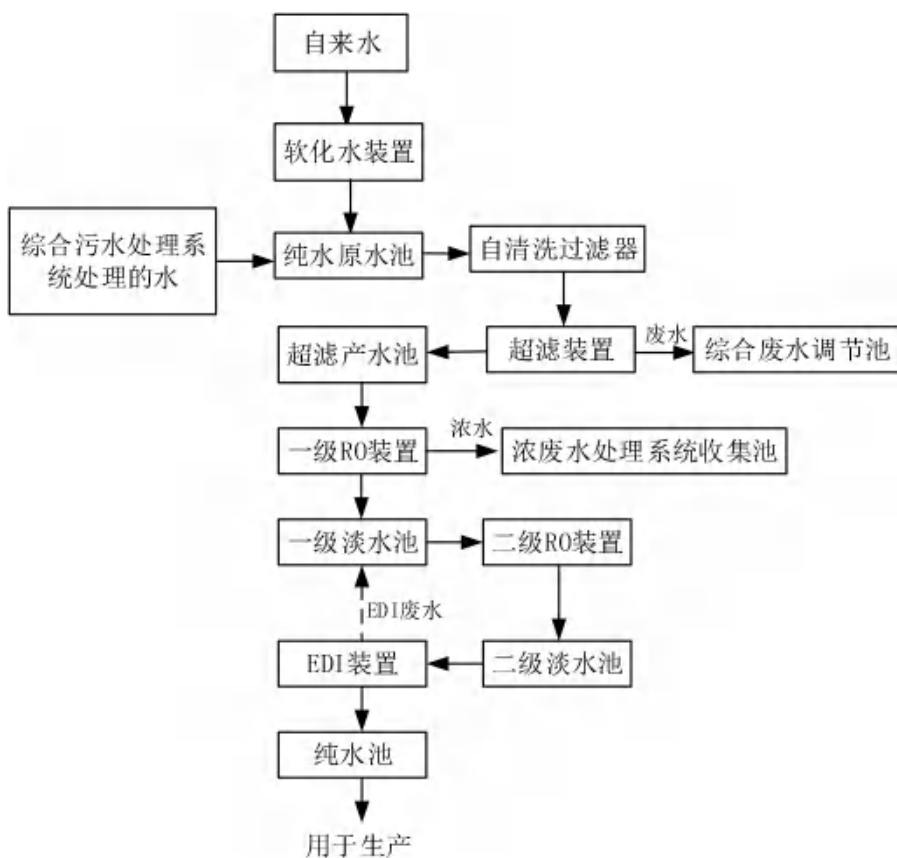 自来水
软化水装置
综合污水处理系
统处理的水
纯水原水池
自清洗过滤器
超滤产水池
超滤装置
废水
综合废水调节池
一级RO装置
浓水
浓废水处理系统收集池
一级淡水池
二级RO装置
EDI废水
EDI装置
二级淡水池
纯水池
用于生产